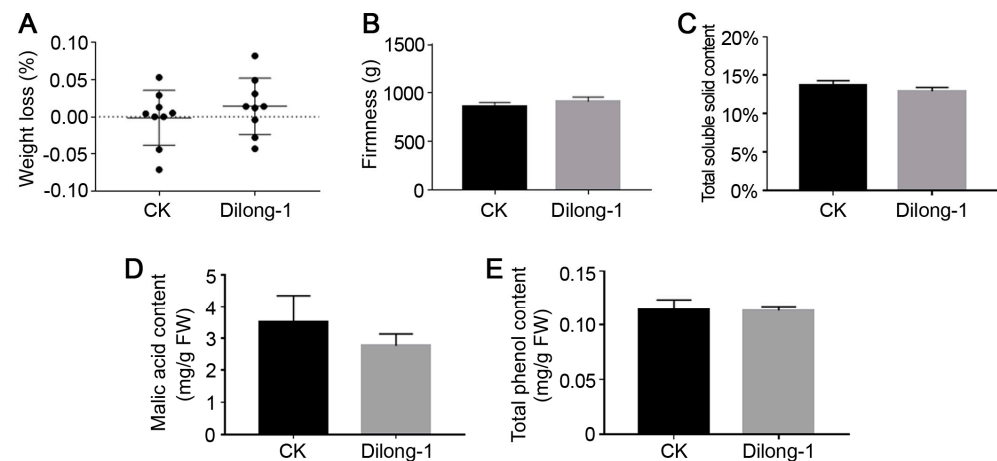 A
Weight loss (%)
0.10
0.05
0.00
-0.05
-0.10
CK
Dilong-1
B
Firmness (g)
1500
1000
500
0
CK
Dilong-1
C
Total soluble solid content
20%
15%
10%
5%
0%
CK
Dilong-1
D
Malic acid content
(mg/g FW)
5
4
3
2
1
0
CK
Dilong-1
E
Total phenol content
(mg/g FW)
0.15
0.10
0.05
0
CK
Dilong-1